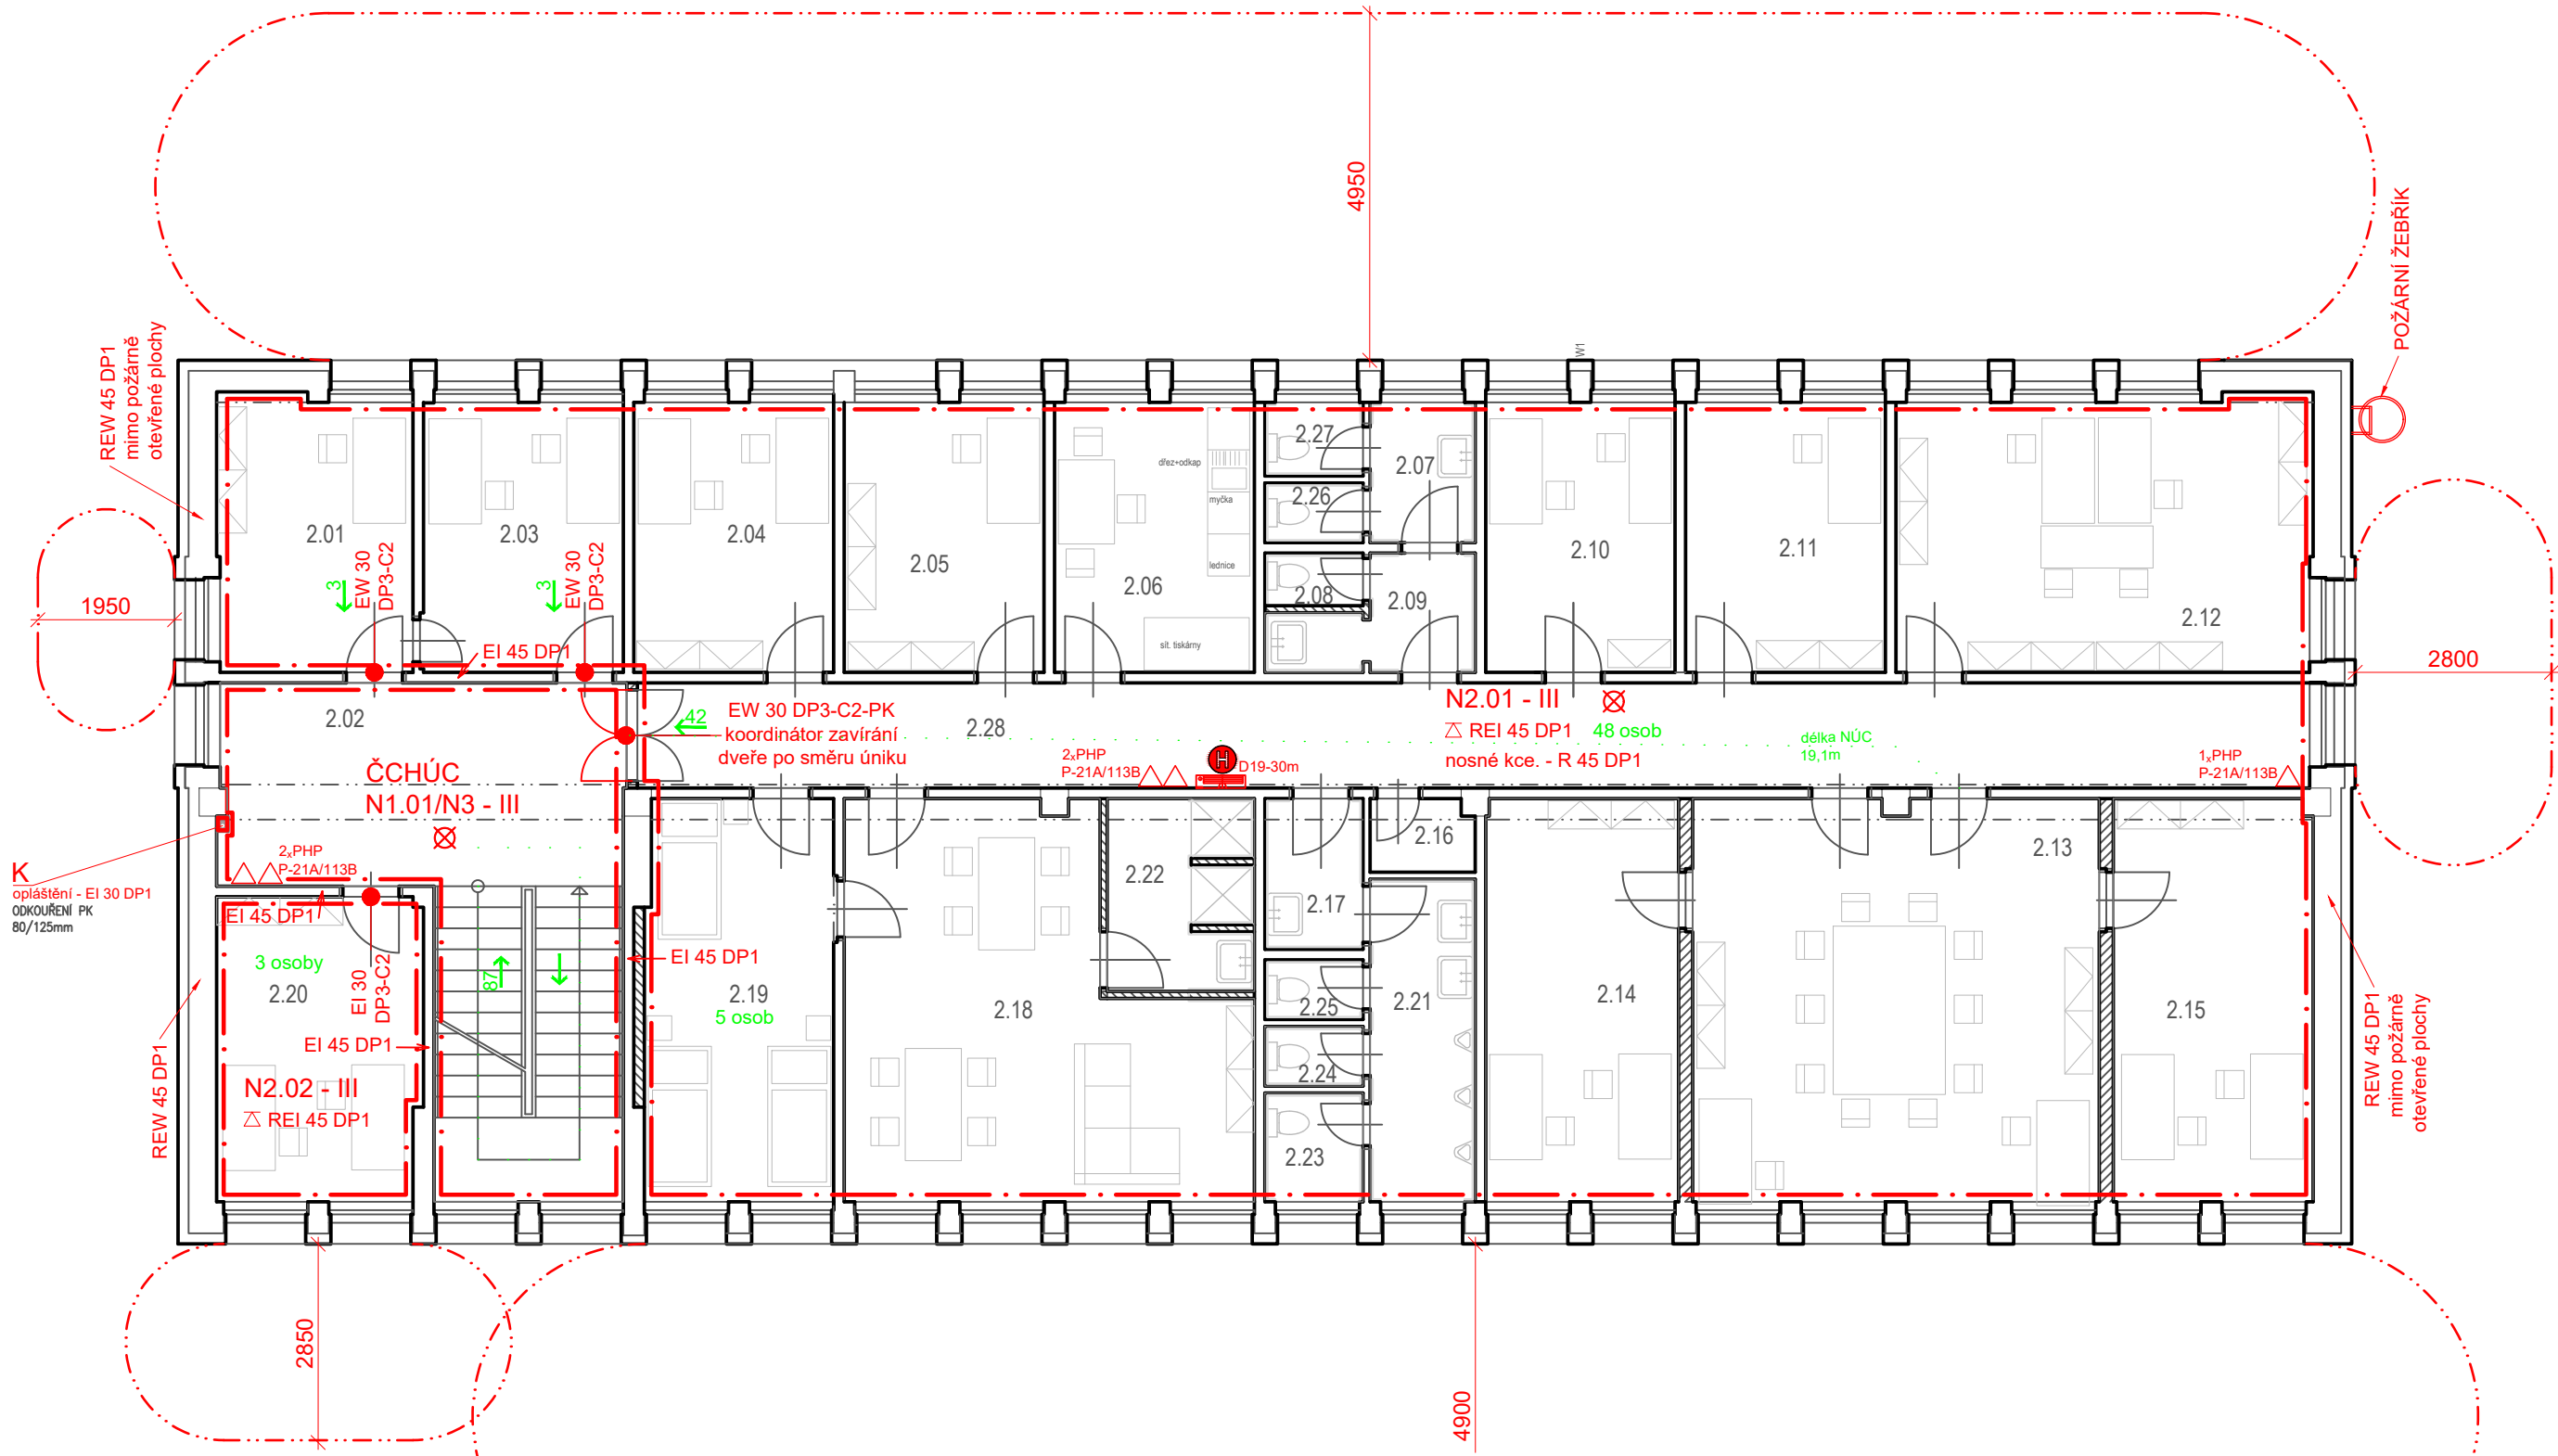 4950
POŽÁRNÍ ŽEBŘÍK
REW 45 DP1
mimo požárně
otevřené plochy
W1
2.01
2.03
2.04
2.05
2.06
dřez+odkap
myčka
lednice
sít. tiskárny
2.27
2.26
2.08
2.07
2.09
2.10
2.11
2.12
3
EW 30
DP3-C2
3
EW 30
DP3-C2
1950
2800
EI 45 DP1
2.02
ČCHÚC
N1.01/N3 - III
42
EW 30 DP3-C2-PK
koordinátor zavírání
dveře po směru úniku
2.28
2xPHP
P-21A/113B
H
D19-30m
N2.01 - III
REI 45 DP1
48 osob
nosné kce. - R 45 DP1
délka NÚC
19,1m
1xPHP
P-21A/113B
K
opláštění - EI 30 DP1
ODKOUŘENÍ PK
80/125mm
2xPHP
P-21A/113B
EI 45 DP1
3 osoby
2.20
EI 30
DP3-C2
87
EI 45 DP1
EI 45 DP1
N2.02 - III
REI 45 DP1
REW 45 DP1
2.19
5 osob
2.18
2.22
2.17
2.16
2.25
2.24
2.23
2.21
2.14
2.13
2.15
REW 45 DP1
mimo požárně
otevřené plochy
2850
4900